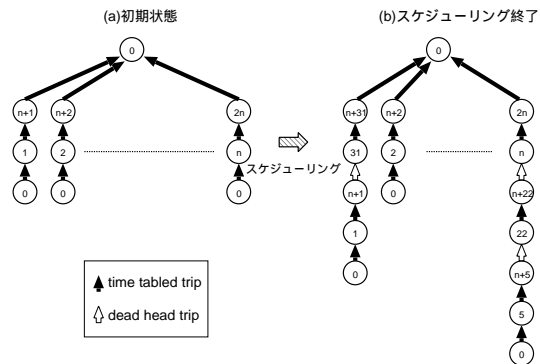 (a)初期状態
(b)スケジューリング終了
0
0
n+1
n+2
2n
n+31
n+2
2n
1
2
n
31
2
n
スケジューリング
0
0
0
n+1
0
n+22
1
22
0
n+5
5
0
time tabled trip
dead head trip